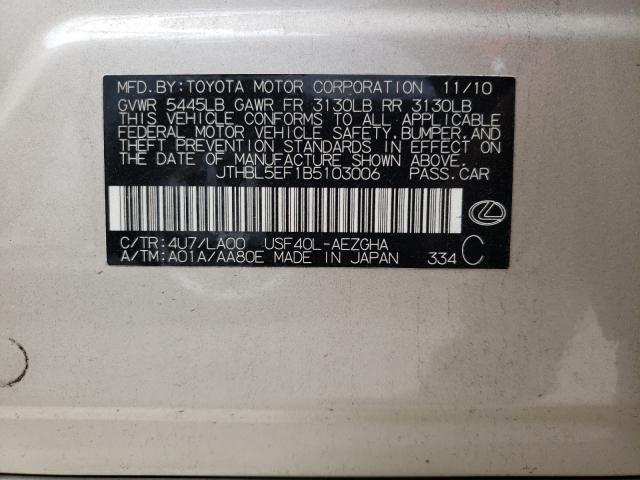 MFD.BY:TOYOTA MOTOR CORPORATION 11/10
GVWR 5445LB GAWR FR 3130LB RR 3130LB
THIS VEHICLE CONFORMS TO ALL APPLICABLE
FEDERAL MOTOR VEHICLE SAFETY,BUMPER,AND
THEFT PREVENTION STANDARDS IN EFFECT ON
THE DATE OF MANUFACTURE SHOWN ABOVE.
JTHBL5EF1B5103006 PASS.CAR
C/TR:4U7/LA00 USF40L-AEZGHA
A/TM:A01A/AA80E MADE IN JAPAN 334 C